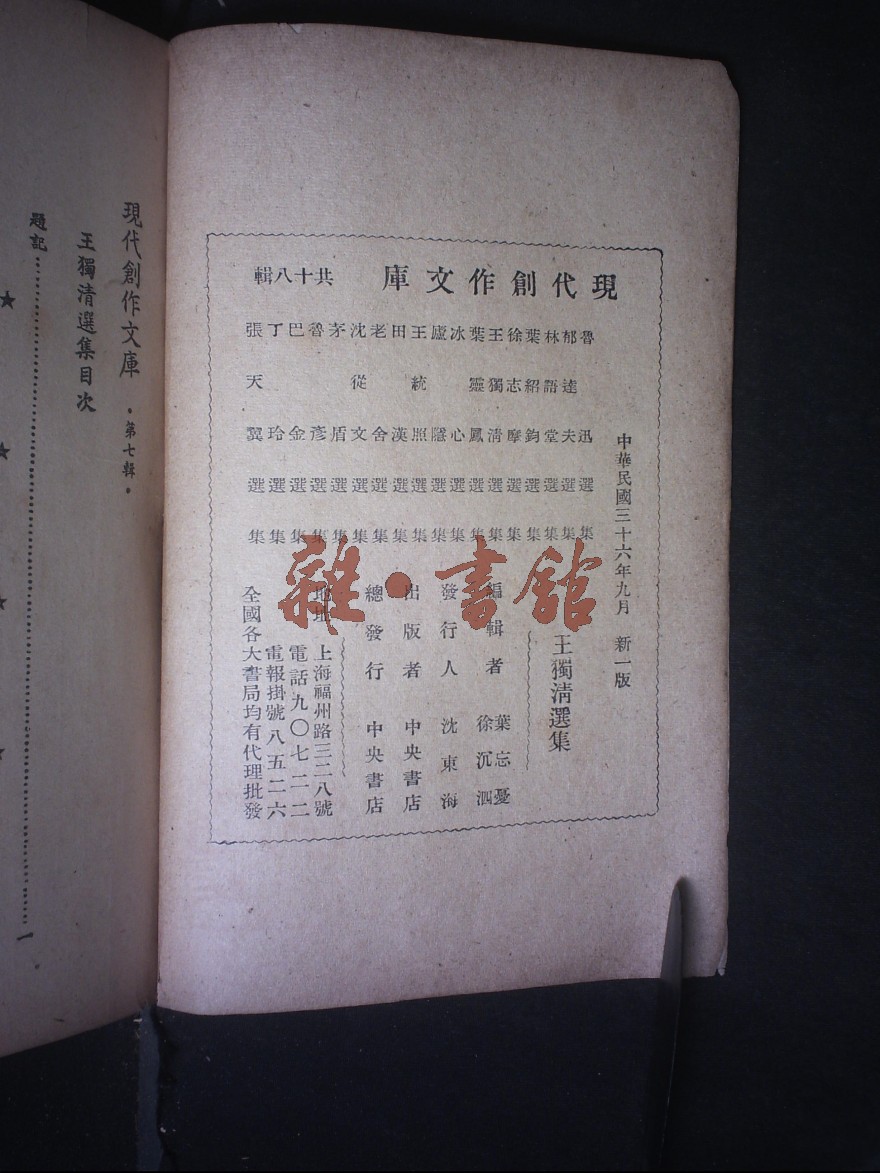 中華民國三十六年九月 新一版
現代創作文庫 共十八輯
魯迅選集
郁達夫選集
林語堂選集
葉紹鈞選集
徐志摩選集
王獨清選集
葉靈鳳選集
冰心選集
廬隱選集
王統照選集
田漢選集
老舍選集
沈從文選集
茅盾選集
魯彥選集
巴金選集
丁玲選集
張天翼選集
王獨清選集
編輯者 葉忘憂
徐沉泗
發行人 沈東海
出版者 中央書店
總發行 中央書店
地址 上海福州路三二八號
電話九〇七二二
電報掛號八五二六
全國各大書局均有代理批發
雜·書館
現代創作文庫·第七輯·
王獨清選集目次
題記……一